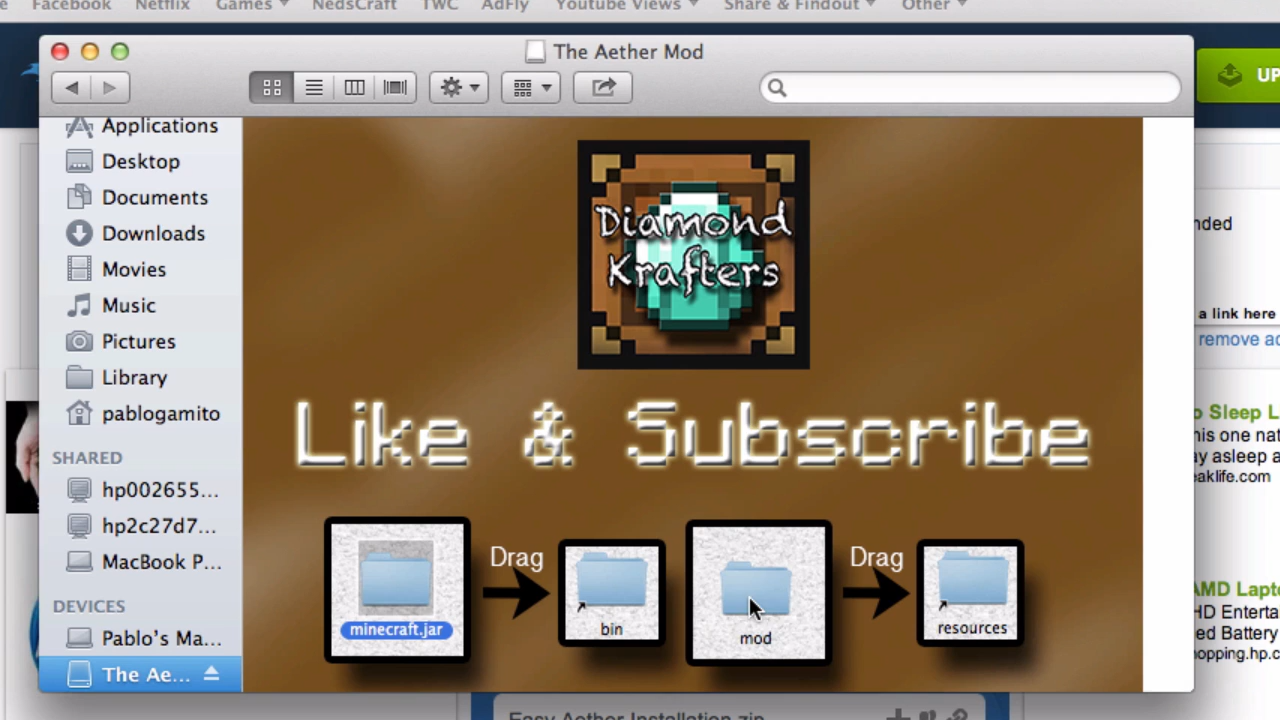 Facebook Netflix Games NedsCraft TWC AdFly Youtube Views Share & Findout Other
The Aether Mod
Applications
Desktop
Documents
Downloads
Movies
Music
Pictures
Library
pablogamito
SHARED
hp002655...
hp2c27d7...
MacBook P...
DEVICES
Pablo's Ma...
The Ae...
Diamond
Krafters
Like & Subscribe
Drag
Drag
minecraft.jar
bin
mod
resources
UP
nded
a link here
remove ad
o Sleep L
his one nat
ay asleep a
eaklife.com
AMD Lapt
HD Enterta
ed Battery
hopping.hp.c
Easy Aether Installation.zip